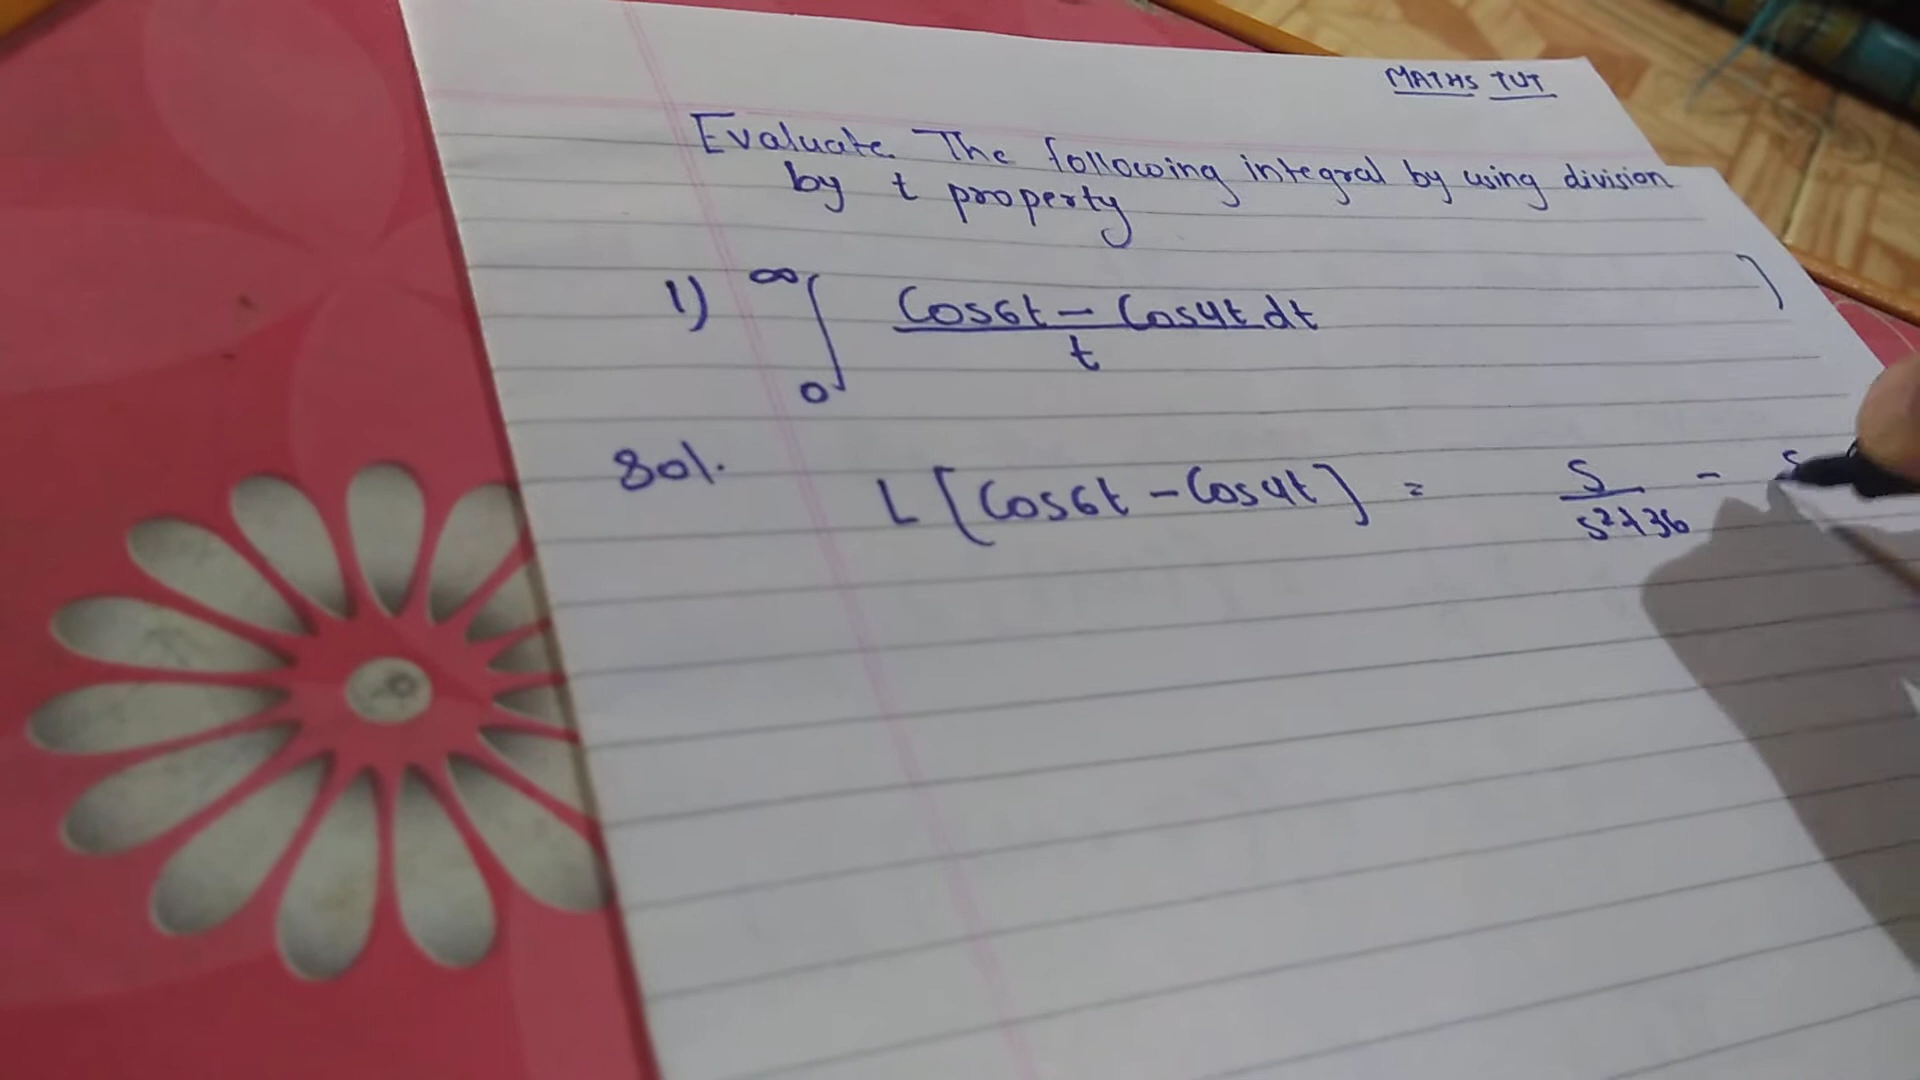 MATHS TUT
Evaluate The following integral by using division
by t property
1) ∞∫0 Cos6t - Cos4t dt / t
Sol. L [Cos6t - Cos4t] = s / s²+36 - s